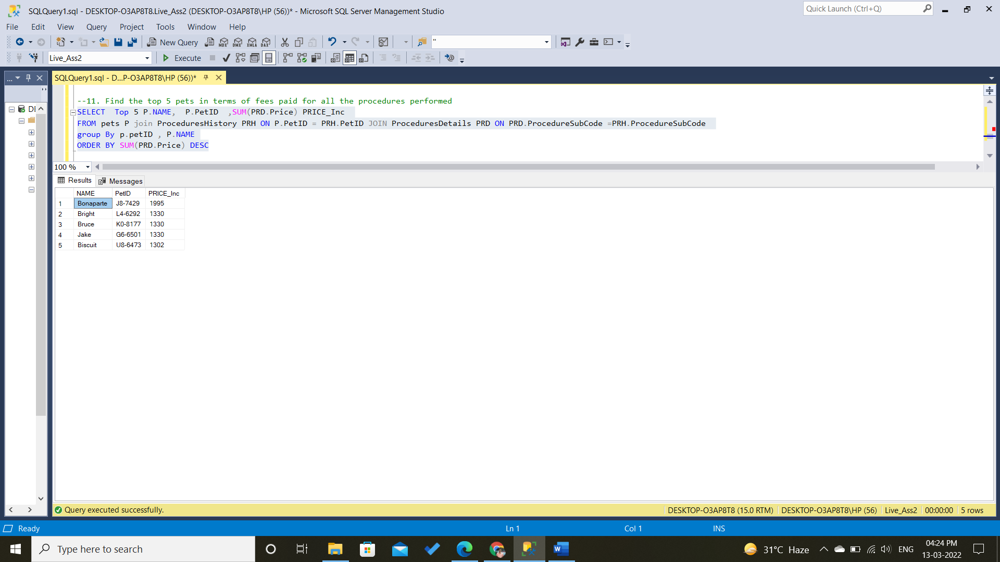 SQLQuery1.sql - DESKTOP-O3AP8T8.Live_Ass2 (DESKTOP-O3AP8T8\HP (56))* - Microsoft SQL Server Management Studio
Quick Launch (Ctrl+Q)
File Edit View Query Project Tools Window Help
New Query MDX DMX XMLA DAX "
Live_Ass2 Execute
... SQLQuery1.sql - D...P-O3AP8T8\HP (56))*
--11. Find the top 5 pets in terms of fees paid for all the procedures performed
SELECT  Top 5 P.NAME,  P.PetID  ,SUM(PRD.Price) PRICE_Inc
FROM pets P join ProceduresHistory PRH ON P.PetID = PRH.PetID JOIN ProceduresDetails PRD ON PRD.ProcedureSubCode =PRH.ProcedureSubCode
group By p.petID , P.NAME
ORDER BY SUM(PRD.Price) DESC
100 %
Results Messages
NAME PetID PRICE_Inc
1 Bonaparte J8-7429 1995
2 Bright L4-6292 1330
3 Bruce K0-8177 1330
4 Jake G6-6501 1330
5 Biscuit U8-6473 1302
Query executed successfully. DESKTOP-O3AP8T8 (15.0 RTM) DESKTOP-O3AP8T8\HP (56) Live_Ass2 00:00:00 5 rows
Ready Ln 1 Col 1 INS
Type here to search 31°C Haze ENG 04:24 PM
13-03-2022